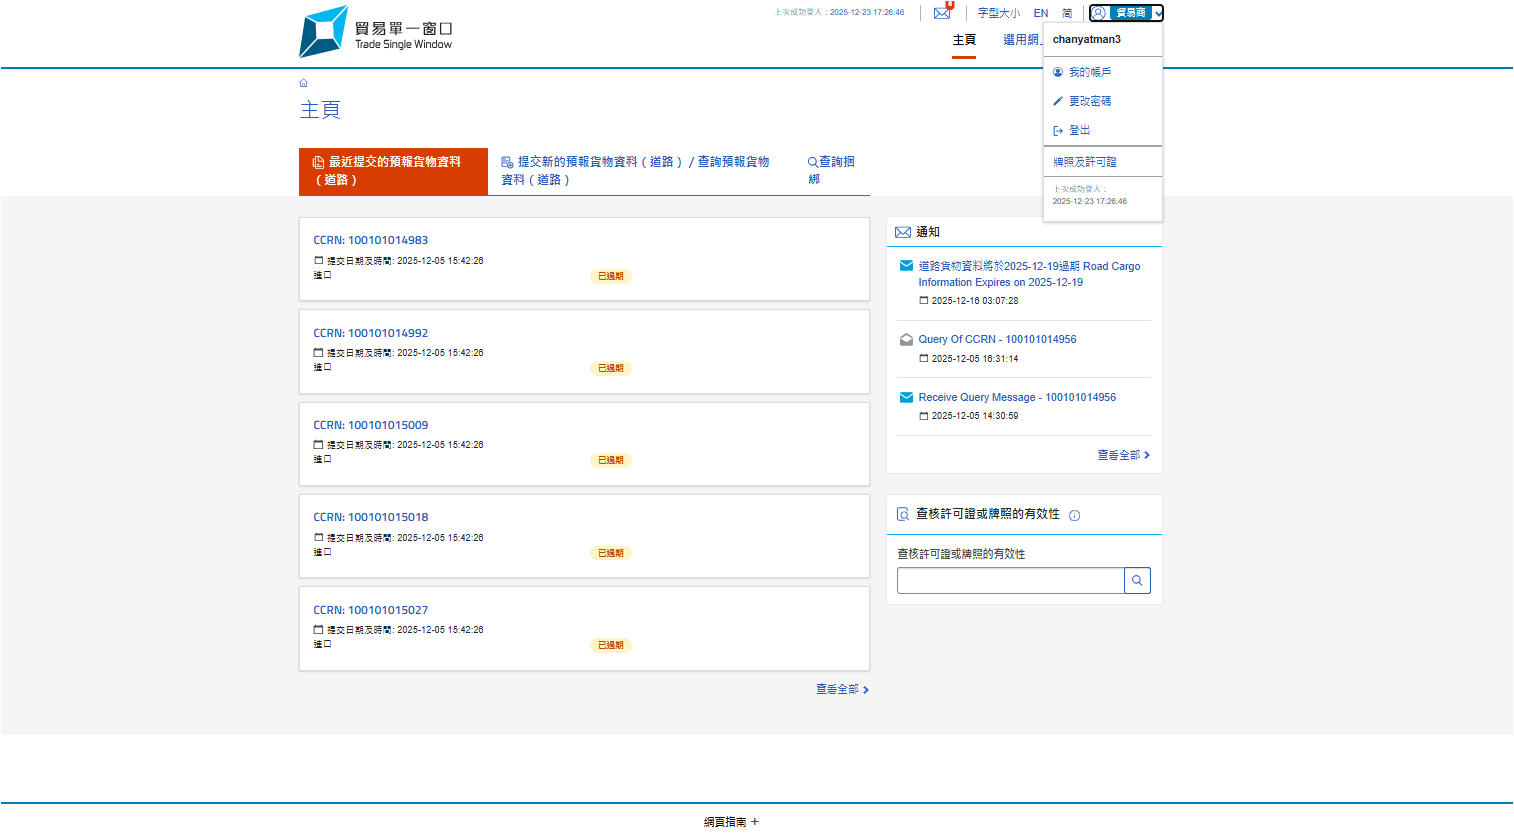 貿易單一窗口
Trade Single Window
上次成功登入：2025-12-23 17:26:46
8
字型大小
EN
简
貿易商
主頁
選用網上
chanyatman3
我的帳戶
更改密碼
登出
牌照及許可證
上次成功登入：
2025-12-23 17:26:46
主頁
最近提交的預報貨物資料
（道路）
提交新的預報貨物資料（道路） / 查詢預報貨物
資料（道路）
查詢捆
綁
CCRN: 100101014983
提交日期及時間: 2025-12-05 15:42:26
進口
已過期
CCRN: 100101014992
提交日期及時間: 2025-12-05 15:42:26
進口
已過期
CCRN: 100101015009
提交日期及時間: 2025-12-05 15:42:26
進口
已過期
CCRN: 100101015018
提交日期及時間: 2025-12-05 15:42:26
進口
已過期
CCRN: 100101015027
提交日期及時間: 2025-12-05 15:42:26
進口
已過期
查看全部
通知
道路貨物資料將於2025-12-19過期 Road Cargo
Information Expires on 2025-12-19
2025-12-16 03:07:28
Query Of CCRN - 100101014956
2025-12-05 16:31:14
Receive Query Message - 100101014956
2025-12-05 14:30:59
查看全部
查核許可證或牌照的有效性
查核許可證或牌照的有效性
網頁指南 +